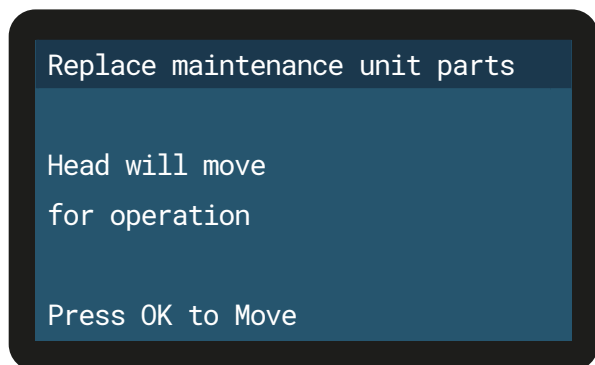 Replace maintenance unit parts
Head will move
for operation
Press OK to Move